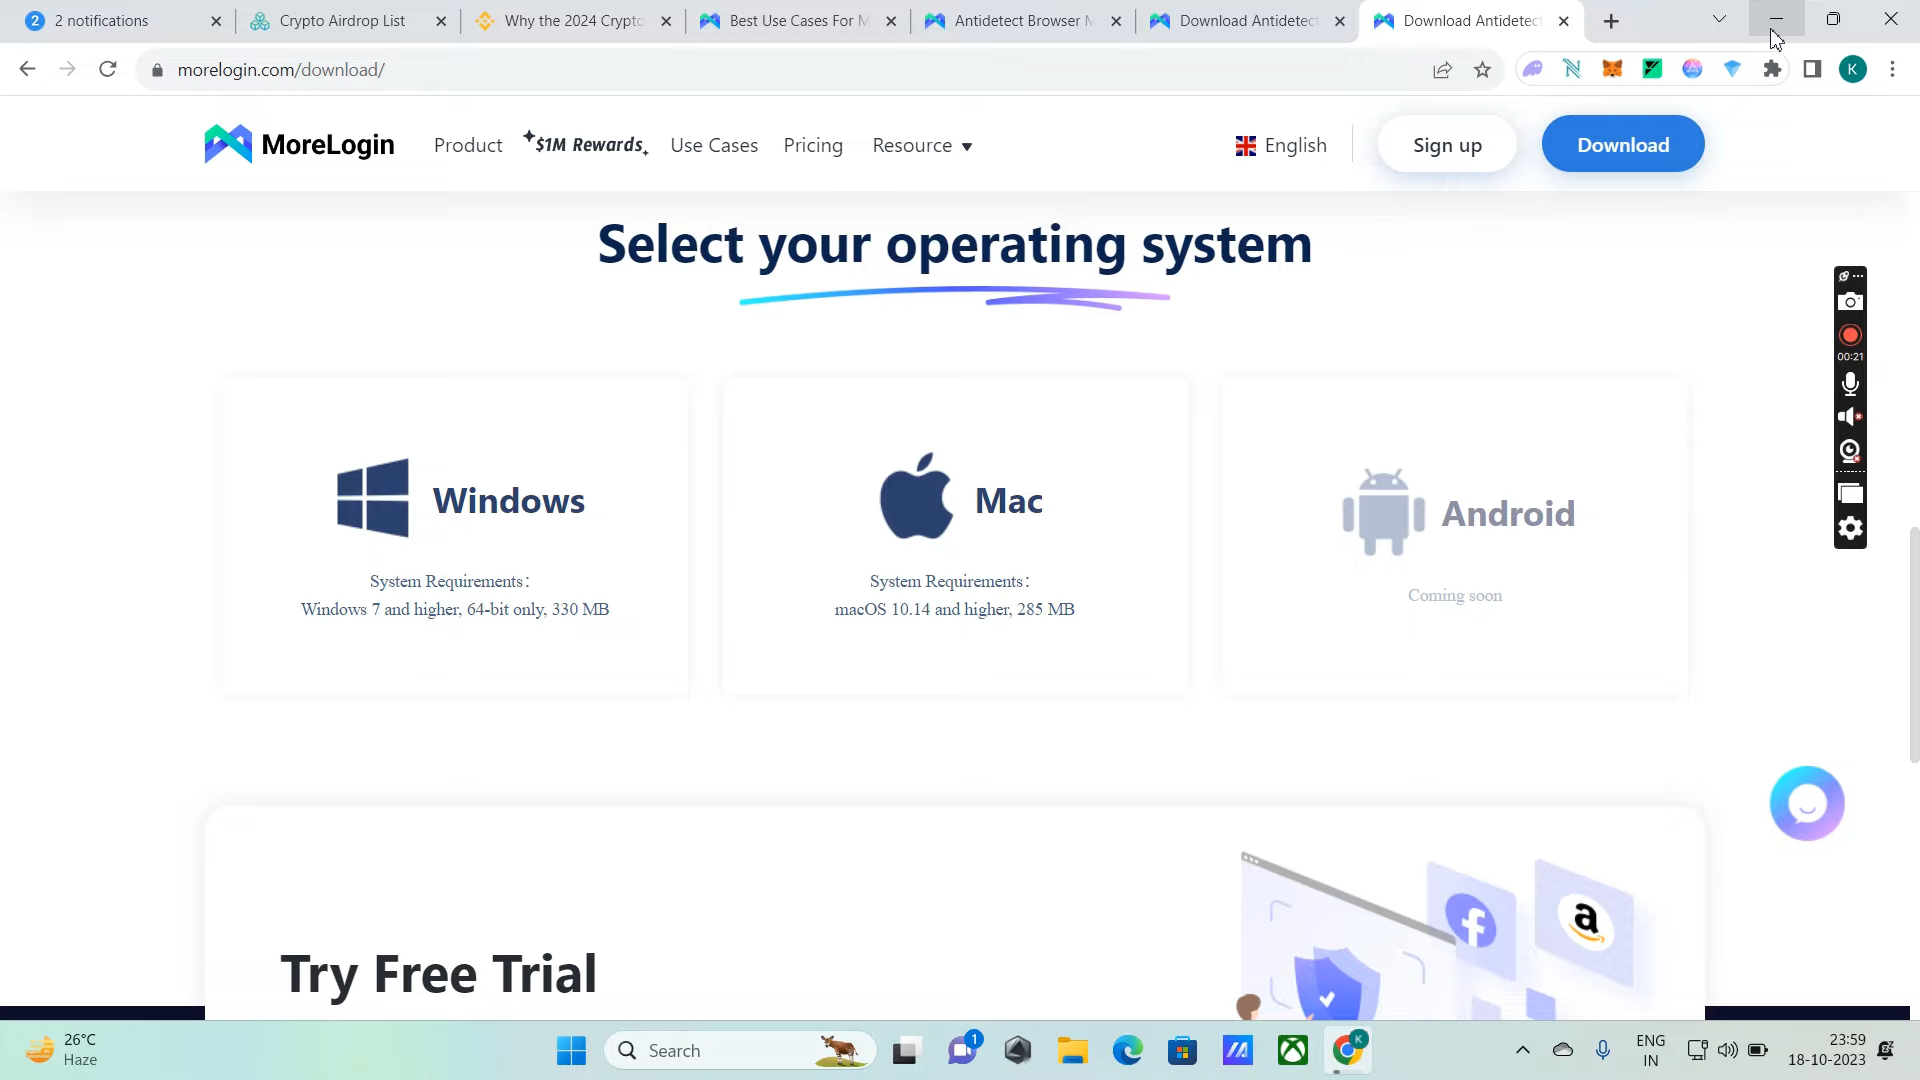 2 2 notifications
Crypto Airdrop List
Why the 2024 Crypto
Best Use Cases For M
Antidetect Browser M
Download Antidetect
Download Antidetect
morelogin.com/download/
K
MoreLogin
Product
$1M Rewards
Use Cases
Pricing
Resource
English
Sign up
Download
Select your operating system
00:21
Windows
System Requirements:
Windows 7 and higher, 64-bit only, 330 MB
Mac
System Requirements:
macOS 10.14 and higher, 285 MB
Android
Coming soon
Try Free Trial
26°C
Haze
Search
1
K
ENG
IN
23:59
18-10-2023